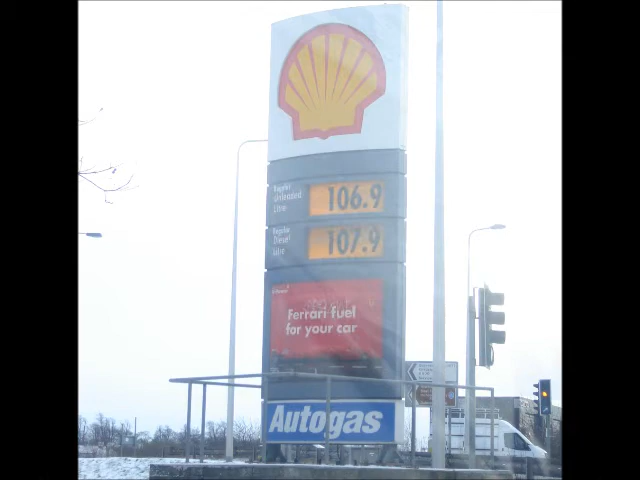 Regular
Unleaded
Litre
106.9
Regular
Diesel
Litre
107.9
Ferrari fuel
for your car
Autogas